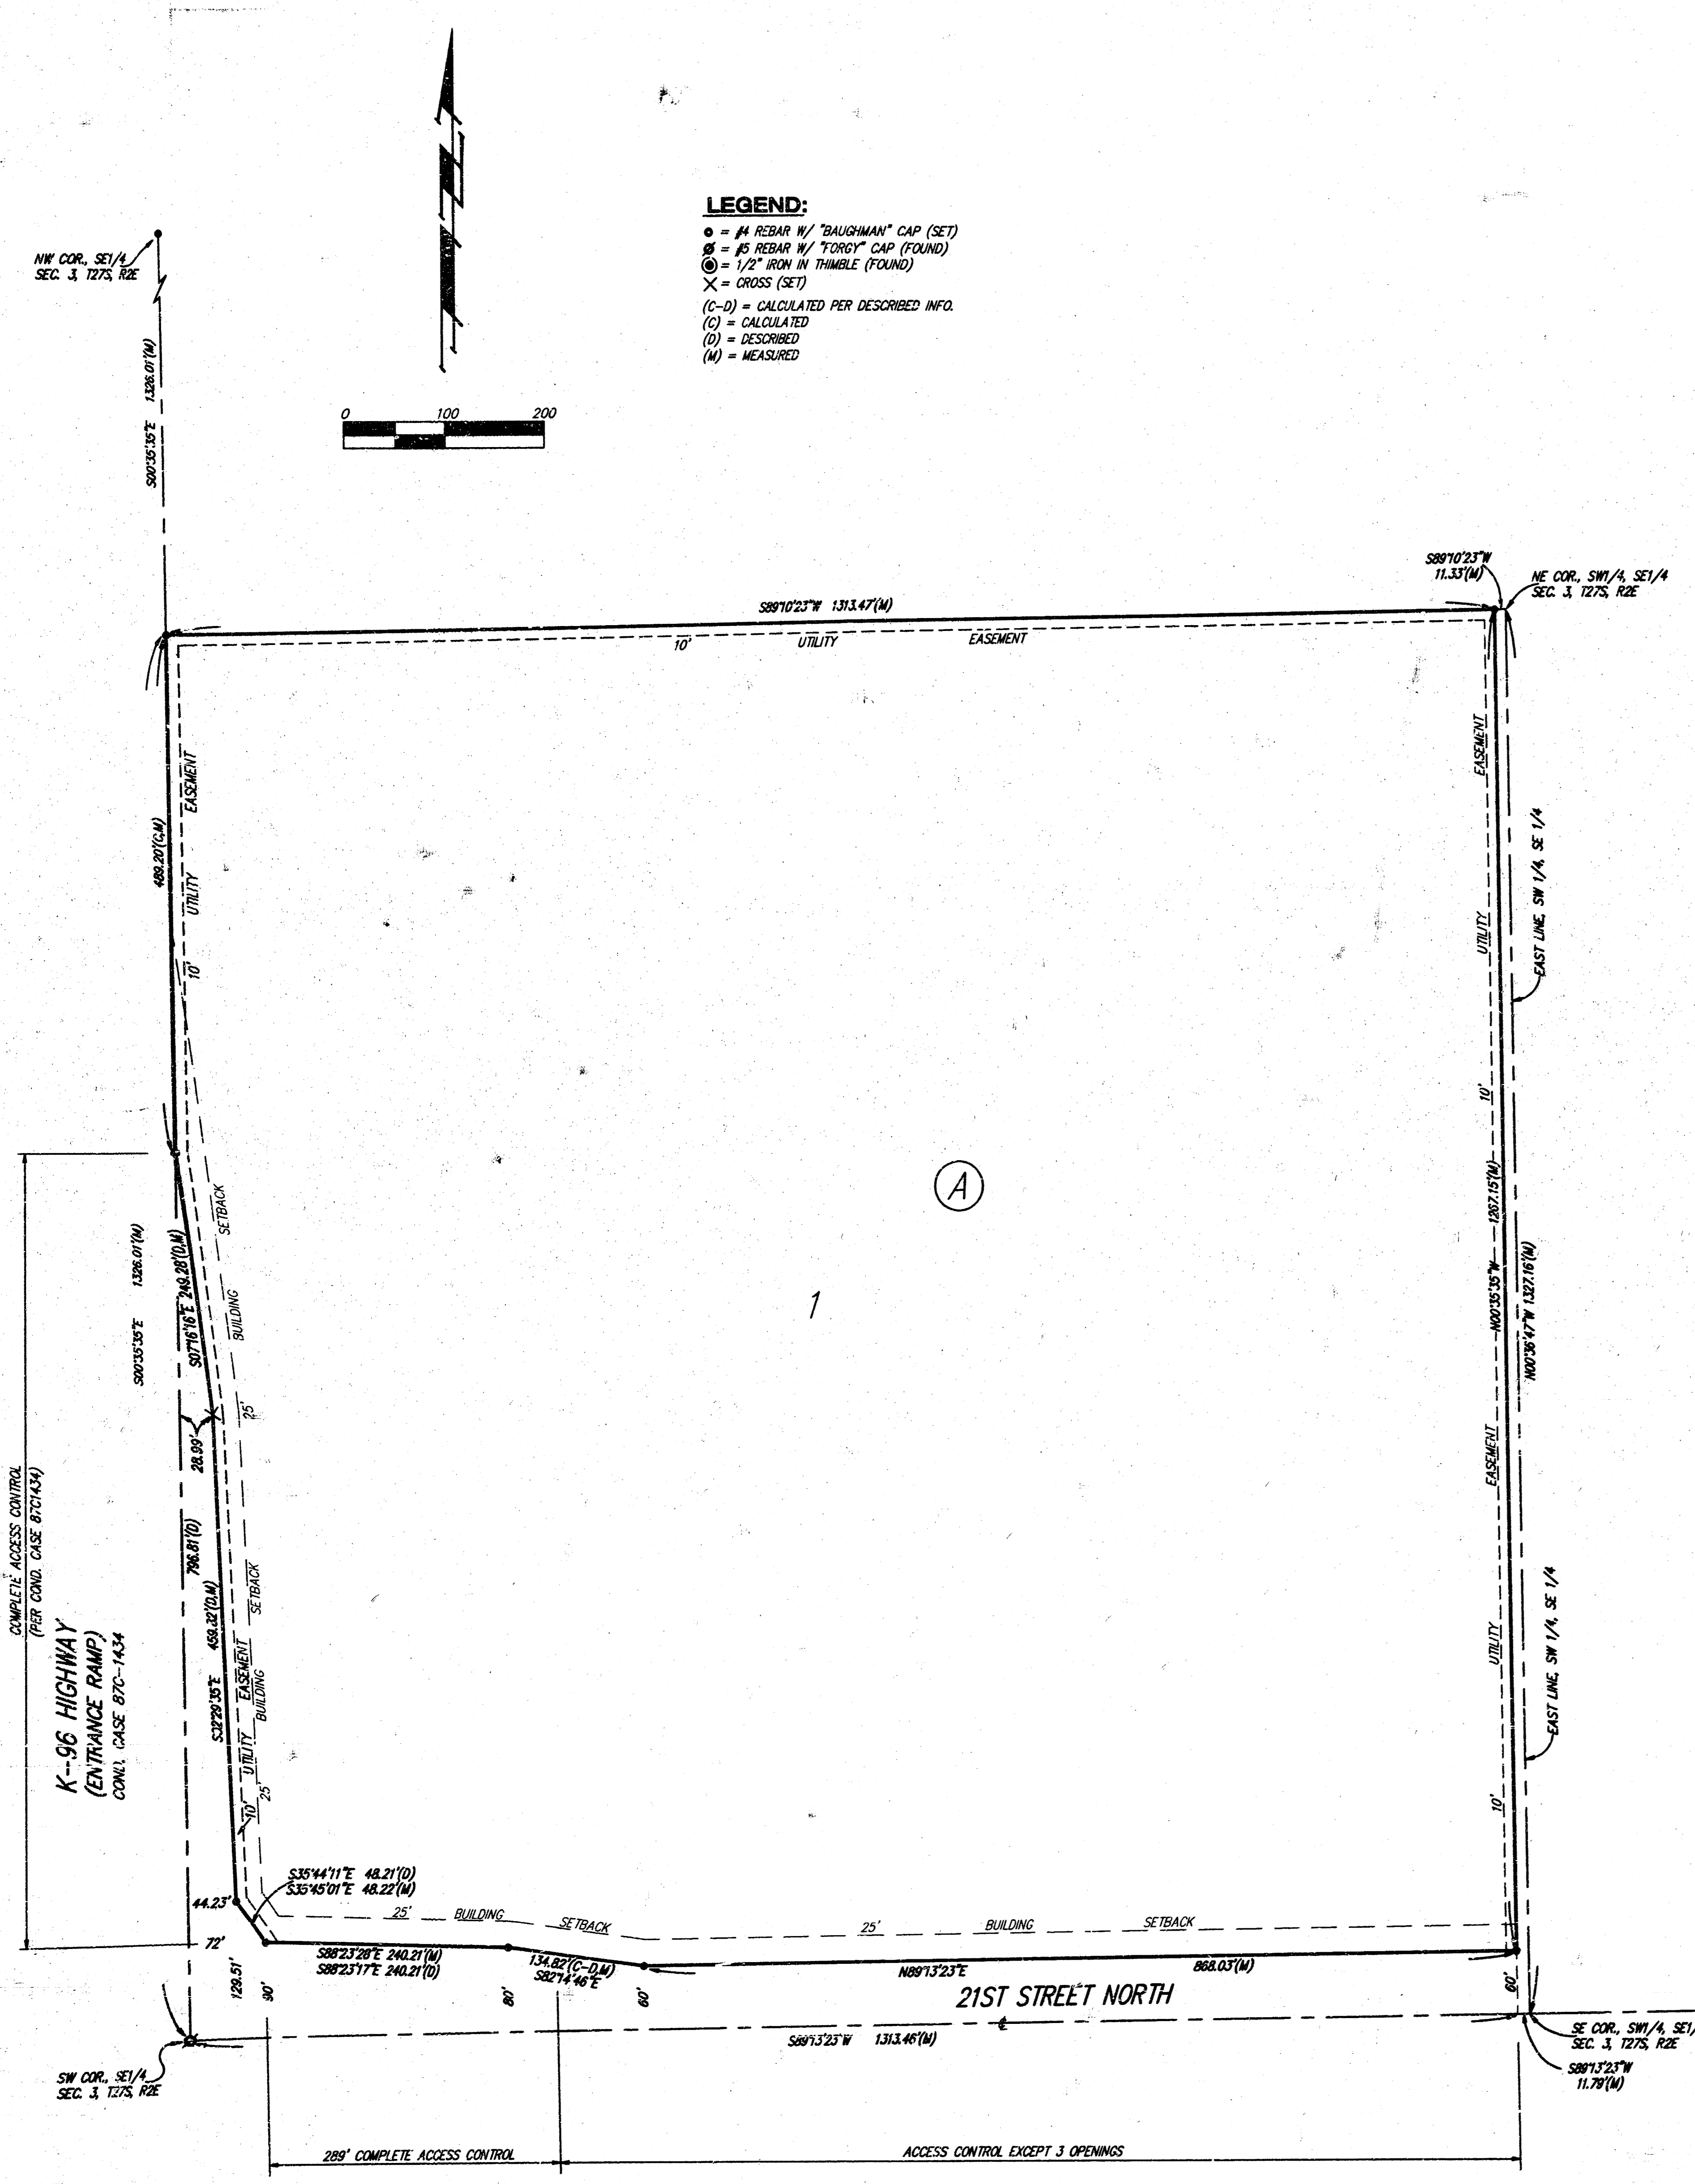 LEGEND:
= #4 REBAR W/ "BAUGHMAN" CAP (SET)
= #5 REBAR W/ "FORGY" CAP (FOUND)
= 1/2" IRON IN THIMBLE (FOUND)
X = CROSS (SET)
(C-D) = CALCULATED PER DESCRIBED INFO.
(C) = CALCULATED
(D) = DESCRIBED
(M) = MEASURED
NW COR., SE1/4
SEC. 3, T27S, R2E
S00°35'35"E 1326.01'(M)
0 100 200
S89°10'23"W
11.33'(M)
NE COR., SW1/4, SE1/4
SEC. 3, T27S, R2E
S89°10'23"W 1313.47'(M)
10' UTILITY EASEMENT
489.20'(C,M)
10' UTILITY EASEMENT
10' UTILITY EASEMENT
EAST LINE, SW 1/4, SE 1/4
A
1
N00°35'35"W 1267.15'(M)
N00°36'47"W 1327.16'(M)
S00°35'35"E 1326.01'(M)
S07°16'16"E 249.28'(D,M)
25' BUILDING SETBACK
28.99'
796.81'(D)
S02°29'35"E 459.32'(D,M)
COMPLETE ACCESS CONTROL
(PER COND. CASE 87C1434)
K-96 HIGHWAY
(ENTRANCE RAMP)
COND. CASE 87C-1434
10' UTILITY EASEMENT
25' BUILDING SETBACK
10' UTILITY EASEMENT
EAST LINE, SW 1/4, SE 1/4
S35°44'11"E 48.21'(D)
S35°45'01"E 48.22'(M)
44.23'
72'
25' BUILDING SETBACK 25' BUILDING SETBACK
S88°23'28"E 240.21'(M)
S88°23'17"E 240.21'(D)
134.82'(C-D,M)
S82°14'46"E
N89°13'23"E 868.03'(M)
129.51'
90'
80'
60'
60'
21ST STREET NORTH
S89°13'23"W 1313.46'(M)
SW COR., SE1/4
SEC. 3, T27S, R2E
SE COR., SW1/4, SE1/
SEC. 3, T27S, R2E
S89°13'23"W
11.79'(M)
289' COMPLETE ACCESS CONTROL
ACCESS CONTROL EXCEPT 3 OPENINGS